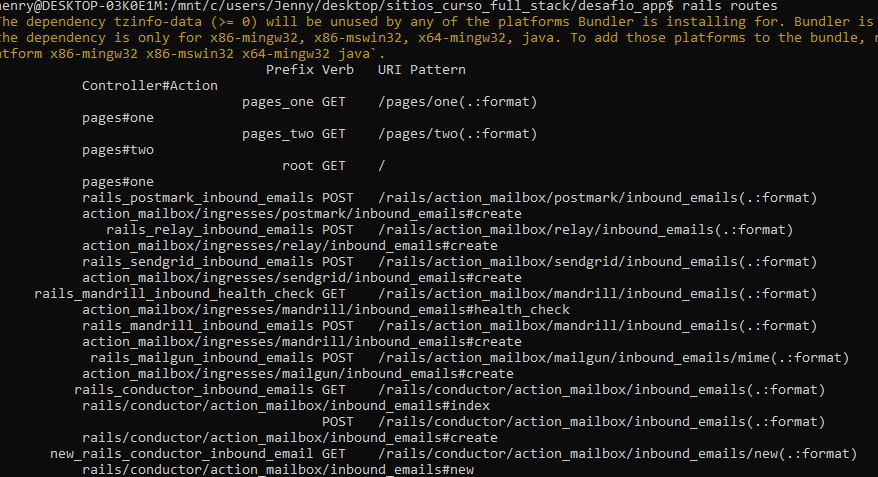 enry@DESKTOP-03K0E1M:/mnt/c/users/Jenny/desktop/sitios_curso_full_stack/desafio_app$ rails routes
The dependency tzinfo-data (>= 0) will be unused by any of the platforms Bundler is installing for. Bundler is
the dependency is only for x86-mingw32, x86-mswin32, x64-mingw32, java. To add those platforms to the bundle, r
atform x86-mingw32 x86-mswin32 x64-mingw32 java`.
Prefix Verb   URI Pattern
Controller#Action
pages_one GET    /pages/one(.:format)
pages#one
pages_two GET    /pages/two(.:format)
pages#two
root GET    /
pages#one
rails_postmark_inbound_emails POST   /rails/action_mailbox/postmark/inbound_emails(.:format)
action_mailbox/ingresses/postmark/inbound_emails#create
rails_relay_inbound_emails POST   /rails/action_mailbox/relay/inbound_emails(.:format)
action_mailbox/ingresses/relay/inbound_emails#create
rails_sendgrid_inbound_emails POST   /rails/action_mailbox/sendgrid/inbound_emails(.:format)
action_mailbox/ingresses/sendgrid/inbound_emails#create
rails_mandrill_inbound_health_check GET    /rails/action_mailbox/mandrill/inbound_emails(.:format)
action_mailbox/ingresses/mandrill/inbound_emails#health_check
rails_mandrill_inbound_emails POST   /rails/action_mailbox/mandrill/inbound_emails(.:format)
action_mailbox/ingresses/mandrill/inbound_emails#create
rails_mailgun_inbound_emails POST   /rails/action_mailbox/mailgun/inbound_emails/mime(.:format)
action_mailbox/ingresses/mailgun/inbound_emails#create
rails_conductor_inbound_emails GET    /rails/conductor/action_mailbox/inbound_emails(.:format)
rails/conductor/action_mailbox/inbound_emails#index
POST   /rails/conductor/action_mailbox/inbound_emails(.:format)
rails/conductor/action_mailbox/inbound_emails#create
new_rails_conductor_inbound_email GET    /rails/conductor/action_mailbox/inbound_emails/new(.:format)
rails/conductor/action_mailbox/inbound_emails#new